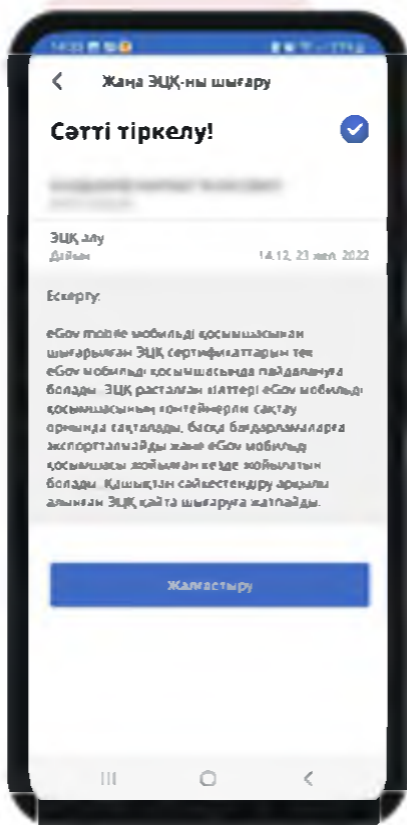 Жаңа ЭЦҚ-ны шығару
Сәтті тіркелу!
ЭЦҚ алу
Дайын
14:12, 23 жел. 2022
Ескерту:
eGov mobile мобильді қосымшасынан
шығарылған ЭЦҚ сертификаттарын тек
eGov мобильді қосымшасында пайдалануға
болады. ЭЦҚ расталған кілттері eGov мобильді
қосымшасының контейнерлі сақтау
орнында сақталады, басқа бағдарламаларға
экспортталмайды және eGov мобильді
қосымшасы жойылған кезде жойылатын
болады. Қашықтан сәйкестендіру арқылы
алынған ЭЦҚ қайта шығаруға жатпайды.
Жалғастыру